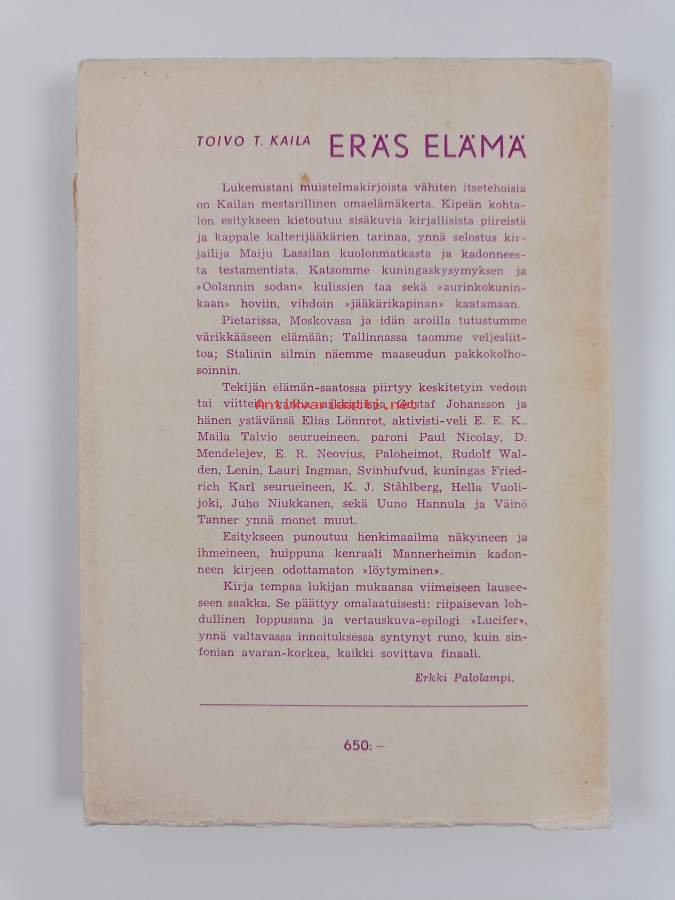 TOIVO T. KAILA ERÄS ELÄMÄ
Lukemistani muistelmakirjoista vähiten itsetehoisia
on Kailan mestarillinen omaelämäkerta. Kipeän kohta-
lon esitykseen kietoutuu sisäkuvia kirjallisista piireistä
ja kappale kalterijääkärien tarinaa, ynnä selostus kir-
jailija Maiju Lassilan kuolonmatkasta ja kadonnees-
ta testamentista. Katsomme kuningaskysymyksen ja
»Oolannin sodan» kulissien taa sekä »aurinkokunin-
kaan» hoviin, vihdoin »jääkärikapinan» kaatamaan.
Pietarissa, Moskovasa ja idän aroilla tutustumme
värikkääseen elämään; Tallinnassa taomme veljesliit-
toa; Stalinin silmin näemme maaseudun pakkokolho-
soinnin.
Tekijän elämän-saatossa piirtyy keskitetyin vedoin
tai viittein vanha arkkipiispa Gustaf Johansson ja
Antikvariaatti.net
hänen ystävänsä Elias Lönnrot, aktivisti-veli E. E. K.,
Maila Talvio seurueineen, paroni Paul Nicolay, D.
Mendelejev, E. R. Neovius, Paloheimot, Rudolf Wal-
den, Lenin, Lauri Ingman, Svinhufvud, kuningas Fried-
rich Karl seurueineen, K. J. Ståhlberg, Hella Vuoli-
joki, Juho Niukkanen, sekä Uuno Hannula ja Väinö
Tanner ynnä monet muut.
Esitykseen punoutuu henkimaailma näkyineen ja
ihmeineen, huippuna kenraali Mannerheimin kadon-
neen kirjeen odottamaton »löytyminen».
Kirja tempaa lukijan mukaansa viimeiseen lausee-
seen saakka. Se päättyy omalaatuisesti: riipaisevan loh-
dullinen loppusana ja vertauskuva-epilogi »Lucifer»,
ynnä valtavassa innoituksessa syntynyt runo, kuin sin-
fonian avaran-korkea, kaikki sovittava finaali.
Erkki Palolampi.
650: –